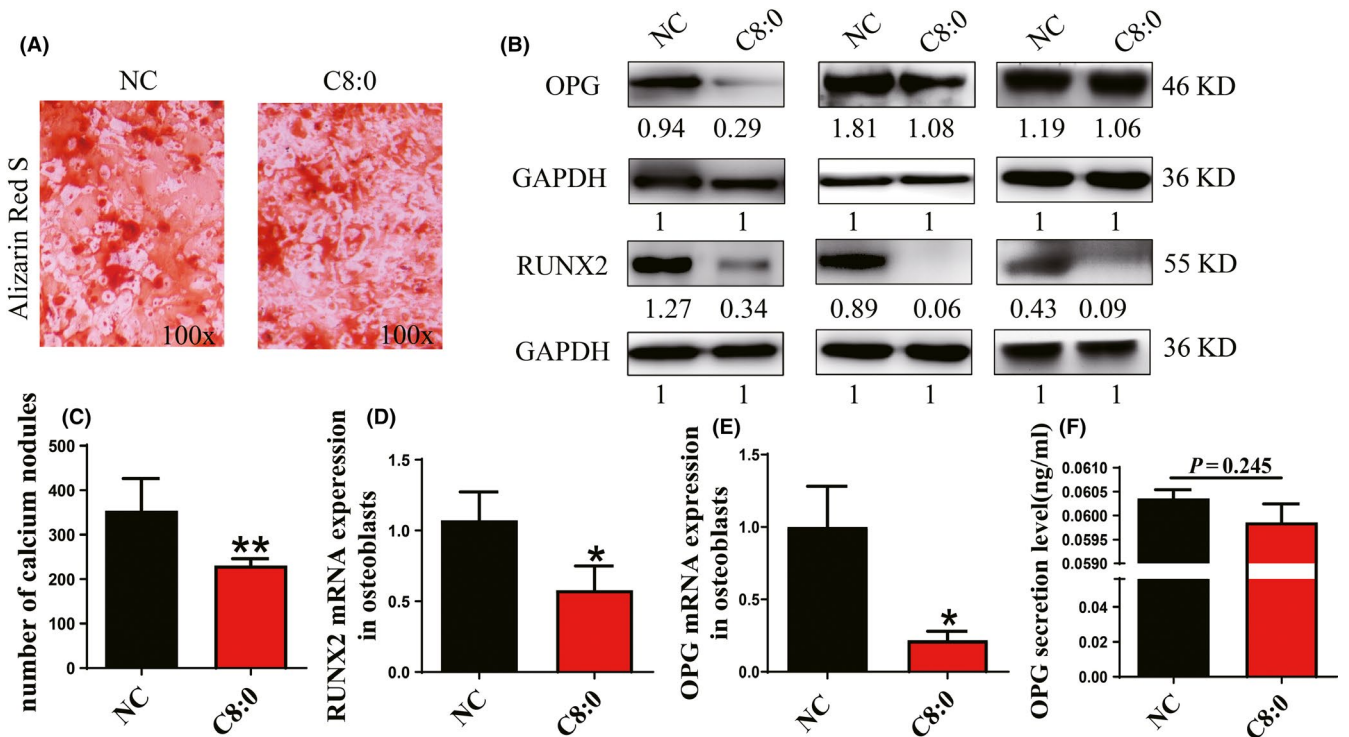 (A)
NC C8:0
Alizarin Red S
100x 100x
(B)
NC C8:0 NC C8:0 NC C8:0
OPG 46 KD
0.94 0.29 1.81 1.08 1.19 1.06
GAPDH 36 KD
1 1 1 1 1 1
RUNX2 55 KD
1.27 0.34 0.89 0.06 0.43 0.09
GAPDH 36 KD
1 1 1 1 1 1
(C)
number of calcium nodules
500
400
300
200
100
0
**
NC C8:0
(D)
RUNX2 mRNA experession
in osteoblasts
1.5
1.0
0.5
0.0
*
NC C8:0
(E)
OPG mRNA expression
in osteoblasts
1.5
1.0
0.5
0.0
*
NC C8:0
(F)
OPG secretion level(ng/ml)
P = 0.245
0.0610
0.0605
0.0600
0.0595
0.0590
0.04
0.02
0.00
NC C8:0